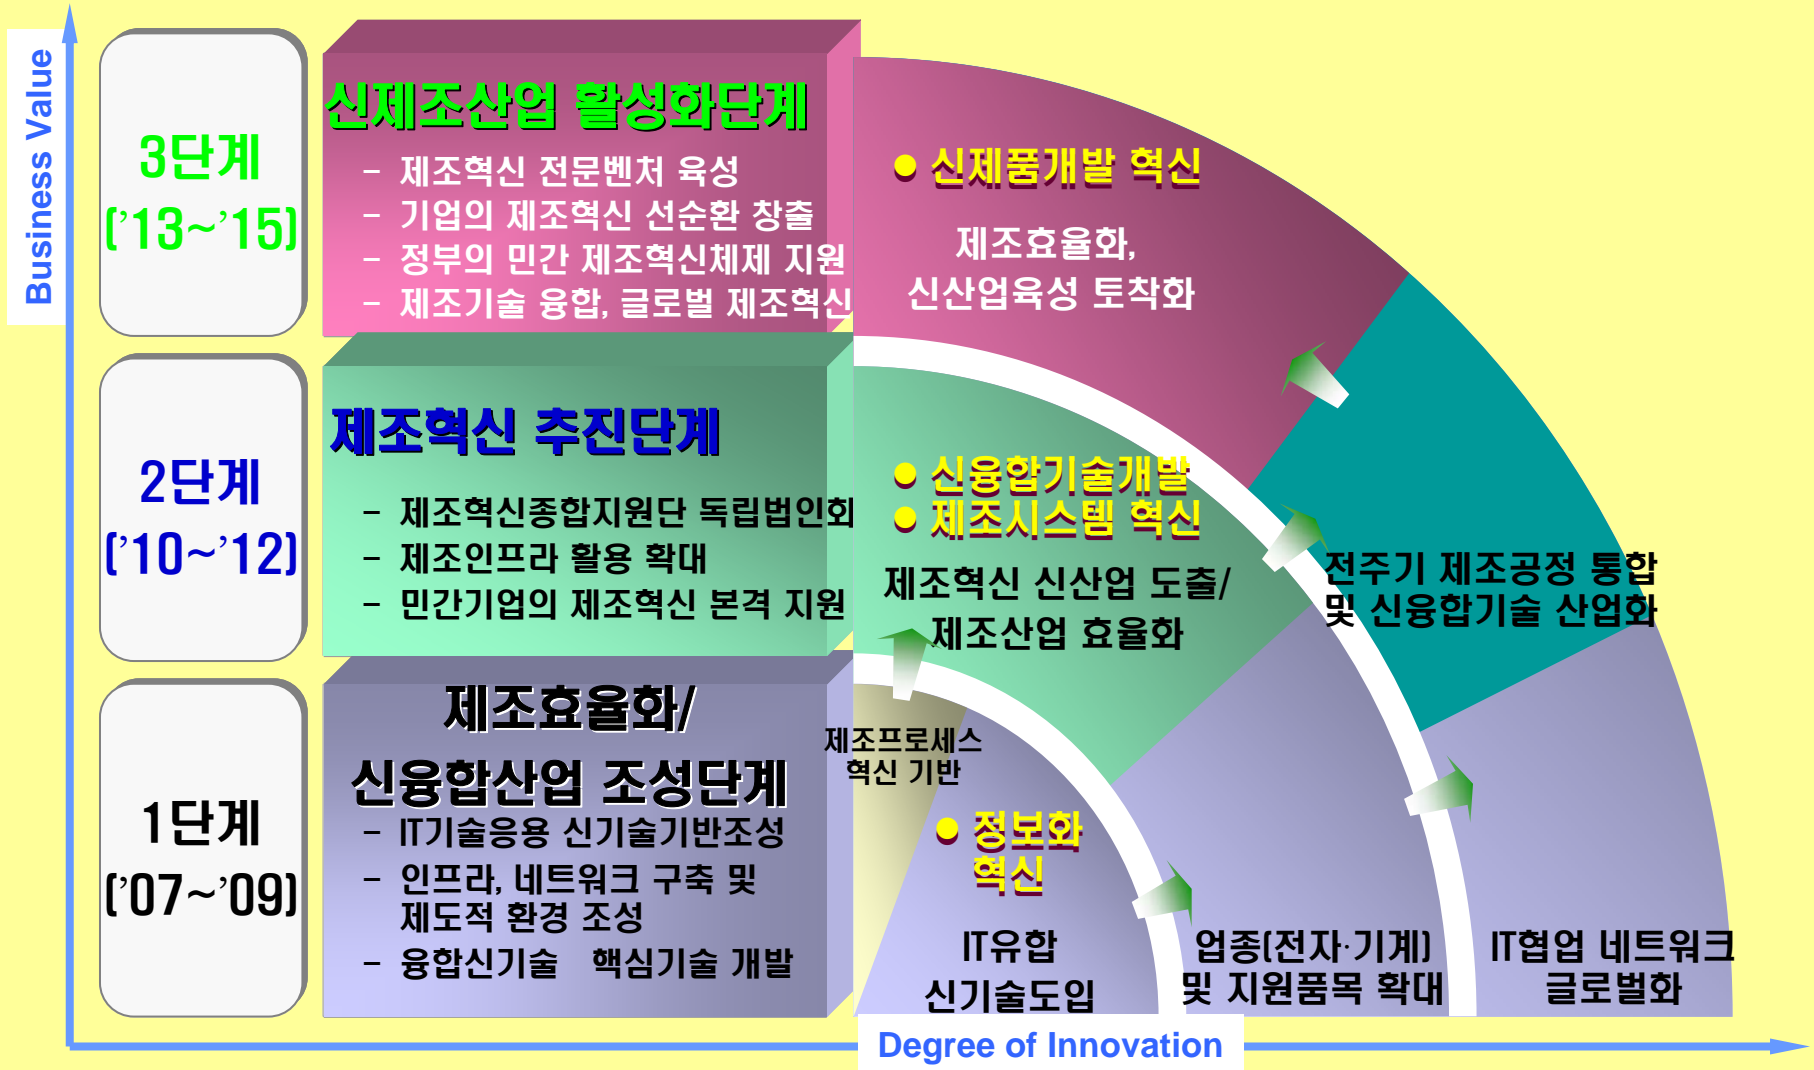 Business Value
3단계
('13~'15)
신제조산업 활성화단계
- 제조혁신 전문벤처 육성
- 기업의 제조혁신 선순환 창출
- 정부의 민간 제조혁신체제 지원
- 제조기술 융합, 글로벌 제조혁신
● 신제품개발 혁신
제조효율화,
신산업육성 토착화
2단계
('10~'12)
제조혁신 추진단계
- 제조혁신종합지원단 독립법인화
- 제조인프라 활용 확대
- 민간기업의 제조혁신 본격 지원
● 신융합기술개발
● 제조시스템 혁신
제조혁신 신산업 도출/
제조산업 효율화
전주기 제조공정 통합
및 신융합기술 산업화
1단계
('07~'09)
제조효율화/
신융합산업 조성단계
- IT기술응용 신기술기반조성
- 인프라, 네트워크 구축 및
제도적 환경 조성
- 융합신기술 핵심기술 개발
제조프로세스
혁신 기반
● 정보화
혁신
IT유합
신기술도입
업종(전자·기계)
및 지원품목 확대
IT협업 네트워크
글로벌화
Degree of Innovation